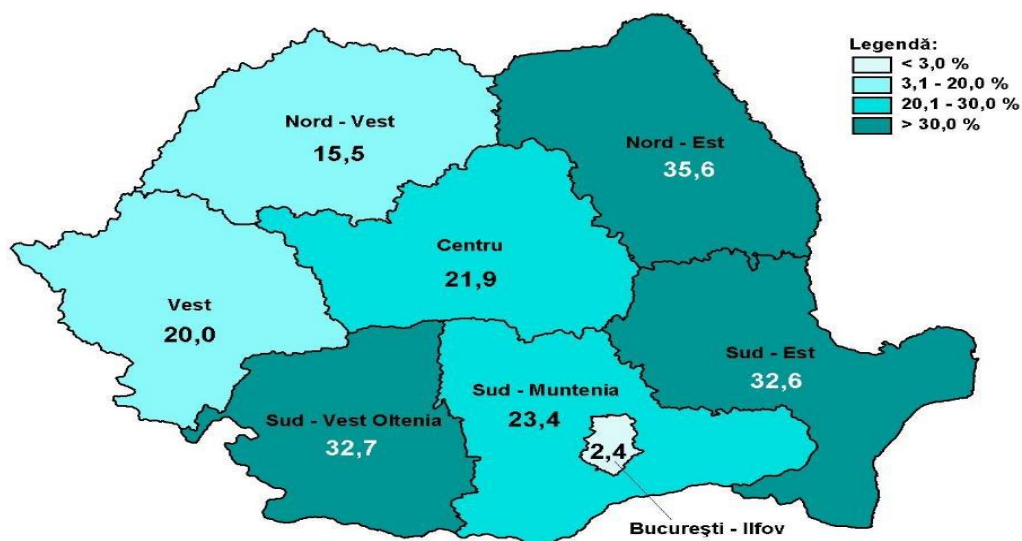 Legendă:
< 3,0 %
3,1 - 20,0%
20,1 - 30,0%
> 30,0 %
Nord - Vest
15,5
Nord - Est
35,6
Centru
21,9
Vest
20,0
Sud - Est
32,6
Sud - Muntenia
23,4
Sud - Vest Oltenia
32,7
2,4
Bucureşti - Ilfov